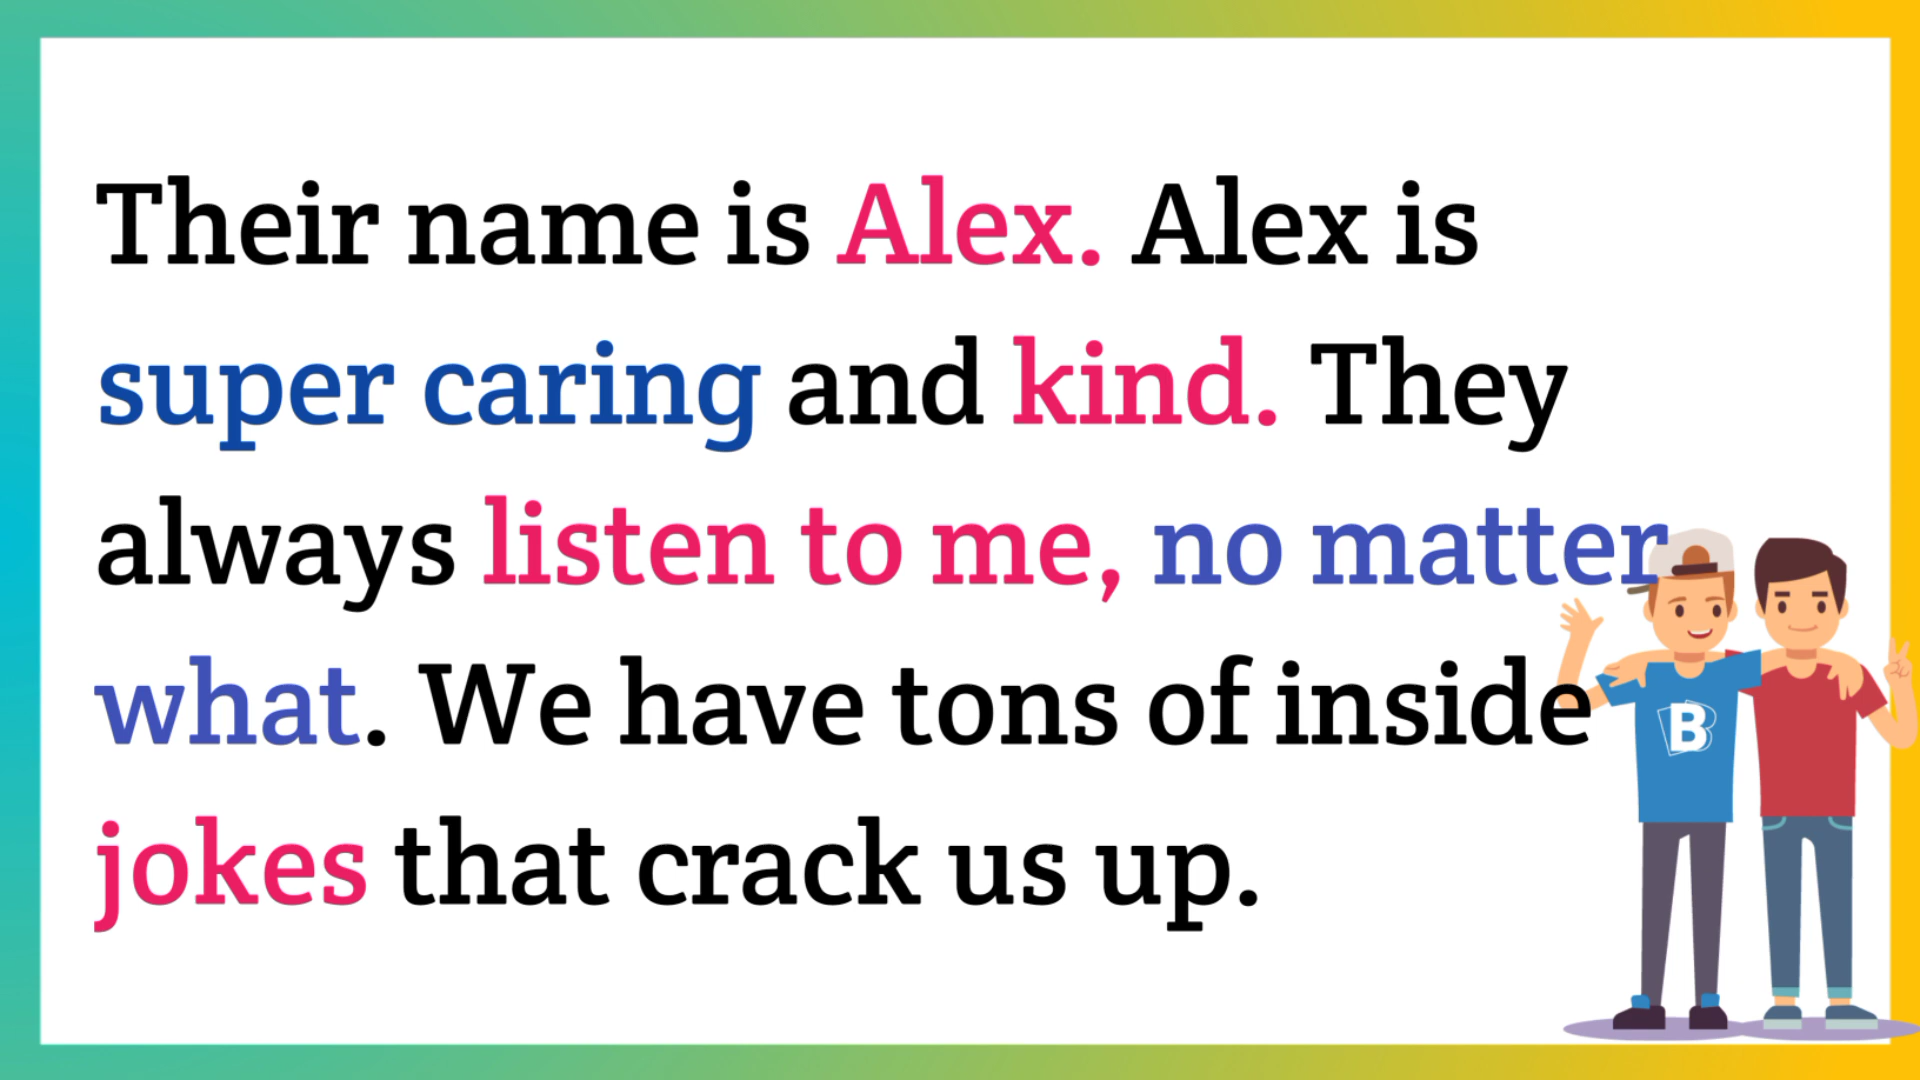 Their name is Alex. Alex is
super caring and kind. They
always listen to me, no matter
what. We have tons of inside
jokes that crack us up.
B